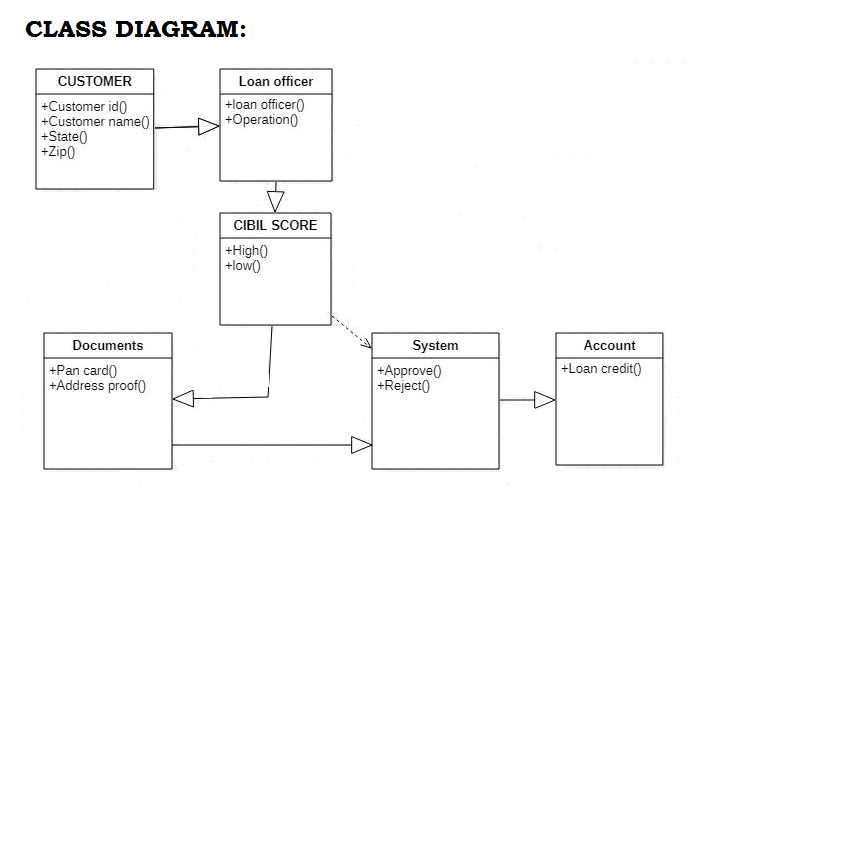 CLASS DIAGRAM:
CUSTOMER
+Customer id()
+Customer name()
+State()
+Zip()
Loan officer
+loan officer()
+Operation()
CIBIL SCORE
+High()
+low()
Documents
+Pan card()
+Address proof()
System
+Approve()
+Reject()
Account
+Loan credit()